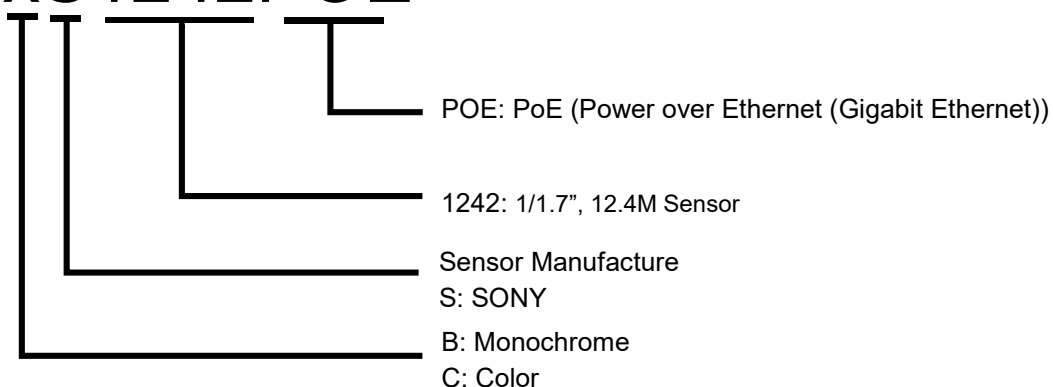 POE: PoE (Power over Ethernet (Gigabit Ethernet))
1242: 1/1.7”, 12.4M Sensor
Sensor Manufacture
S: SONY
B: Monochrome
C: Color